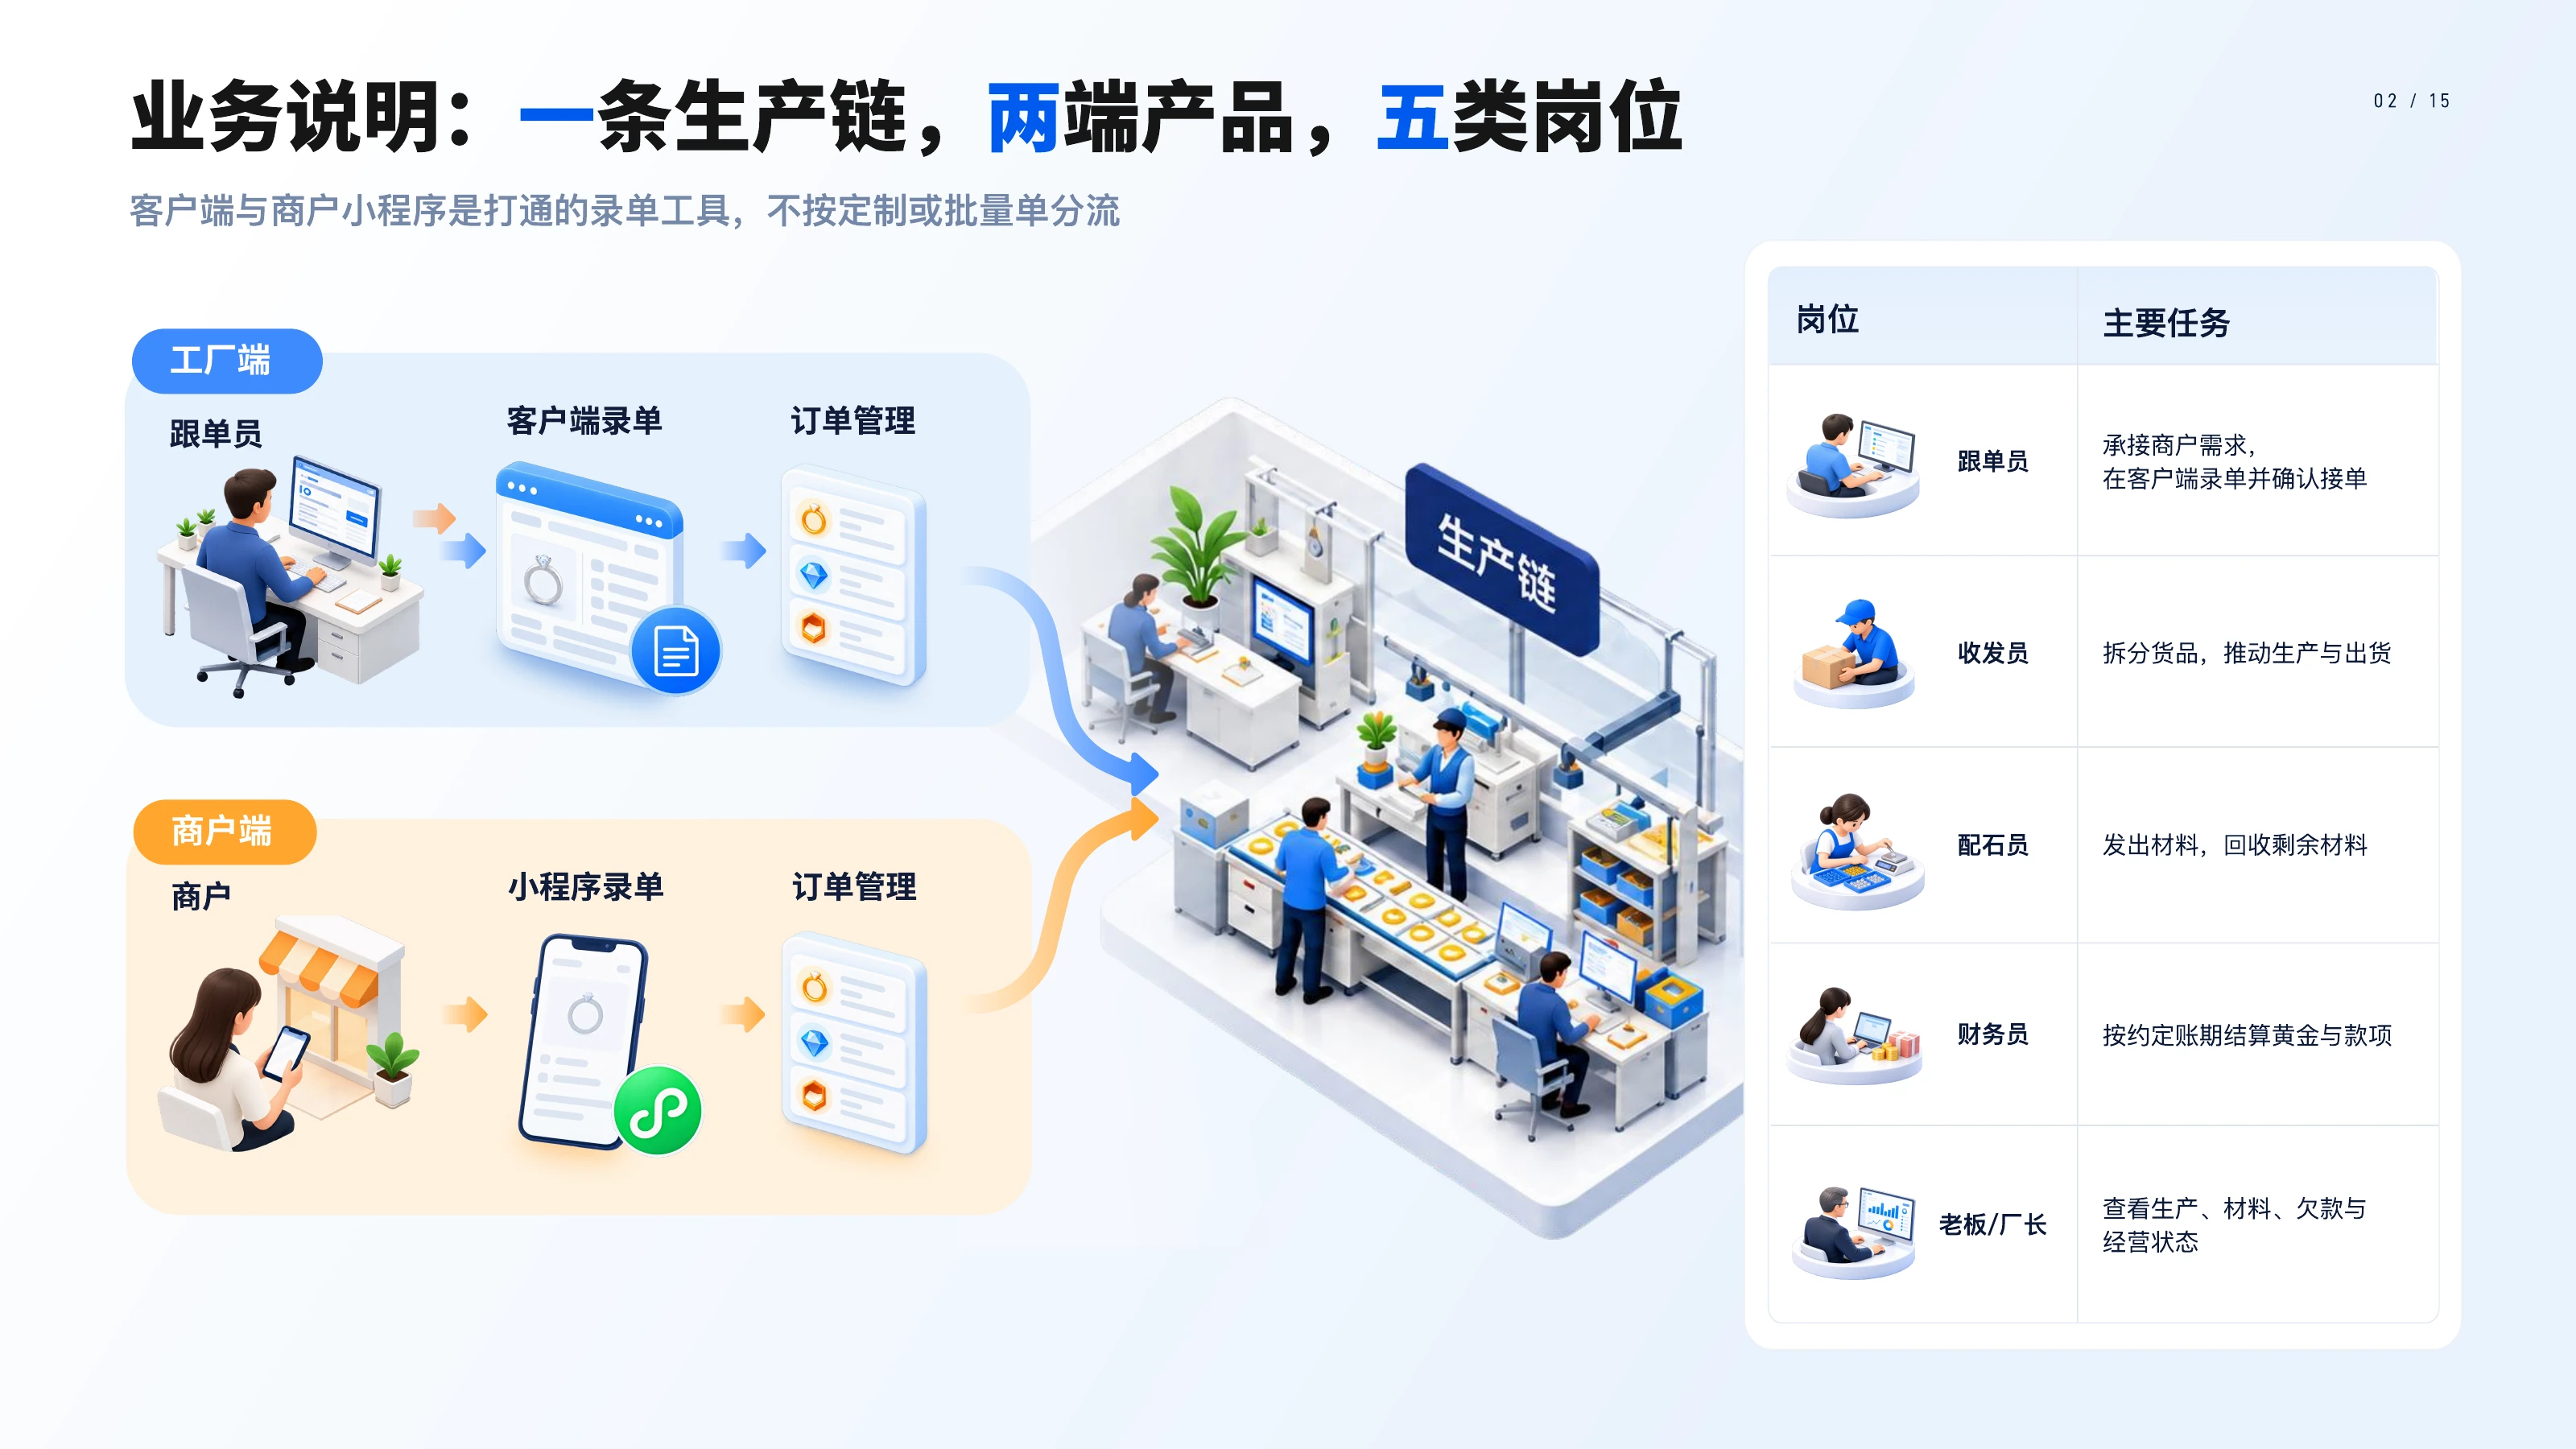 业务说明：一条生产链，两端产品，五类岗位
02 / 15
客户端与商户小程序是打通的录单工具，不按定制或批量单分流
工厂端
跟单员
客户端录单
订单管理
商户端
商户
小程序录单
订单管理
生产链
岗位
主要任务
跟单员
承接商户需求，
在客户端录单并确认接单
收发员
拆分货品，推动生产与出货
配石员
发出材料，回收剩余材料
财务员
按约定账期结算黄金与款项
老板/厂长
查看生产、材料、欠款与
经营状态